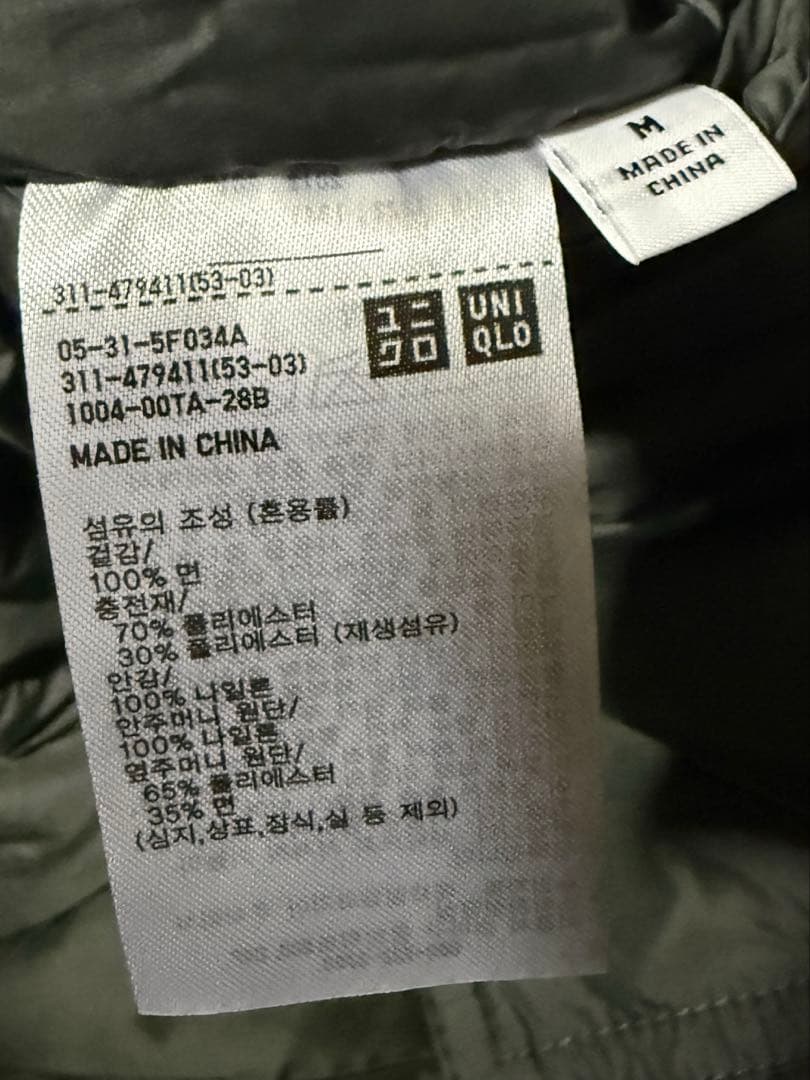 M
MADE IN
CHINA
311-479411(53-03)
ユニ
クロ
UNI
QLO
05-31-5F034A
311-479411(53-03)
1004-00TA-28B
MADE IN CHINA
섬유의 조성 (혼용률)
겉감/
100% 면
충전재/
70% 폴리에스터
30% 폴리에스터 (재생섬유)
안감/
100% 나일론
안주머니 원단/
100% 나일론
옆주머니 원단/
65% 폴리에스터
35% 면
(심지,상표,장식,실 등 제외)